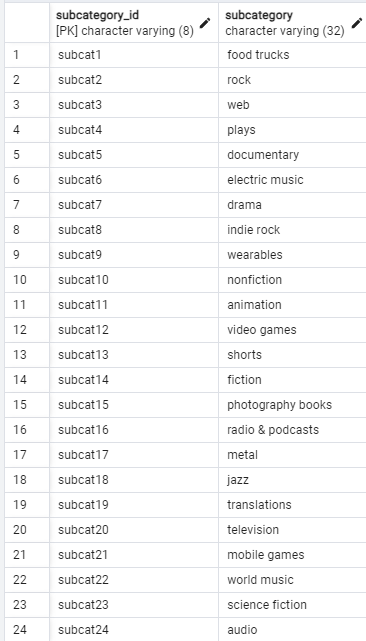 subcategory_id subcategory
[PK] character varying (8) character varying (32)
1 subcat1 food trucks
2 subcat2 rock
3 subcat3 web
4 subcat4 plays
5 subcat5 documentary
6 subcat6 electric music
7 subcat7 drama
8 subcat8 indie rock
9 subcat9 wearables
10 subcat10 nonfiction
11 subcat11 animation
12 subcat12 video games
13 subcat13 shorts
14 subcat14 fiction
15 subcat15 photography books
16 subcat16 radio & podcasts
17 subcat17 metal
18 subcat18 jazz
19 subcat19 translations
20 subcat20 television
21 subcat21 mobile games
22 subcat22 world music
23 subcat23 science fiction
24 subcat24 audio